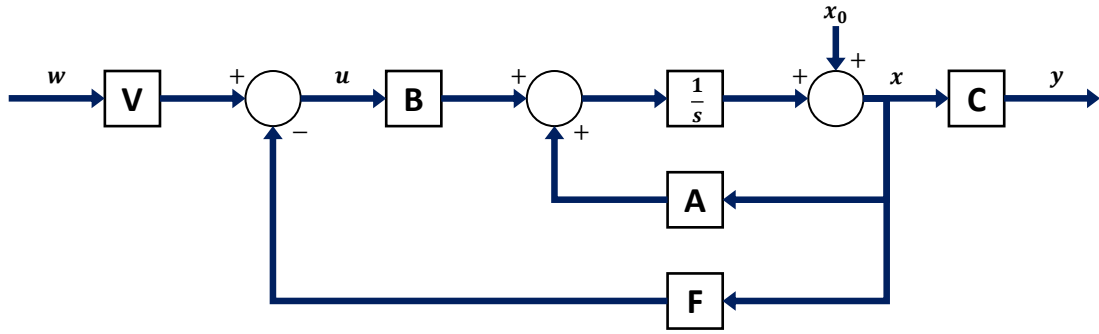 x₀
w
+
u
+
+
+
x
y
V
B
1
s
C
−
+
A
F